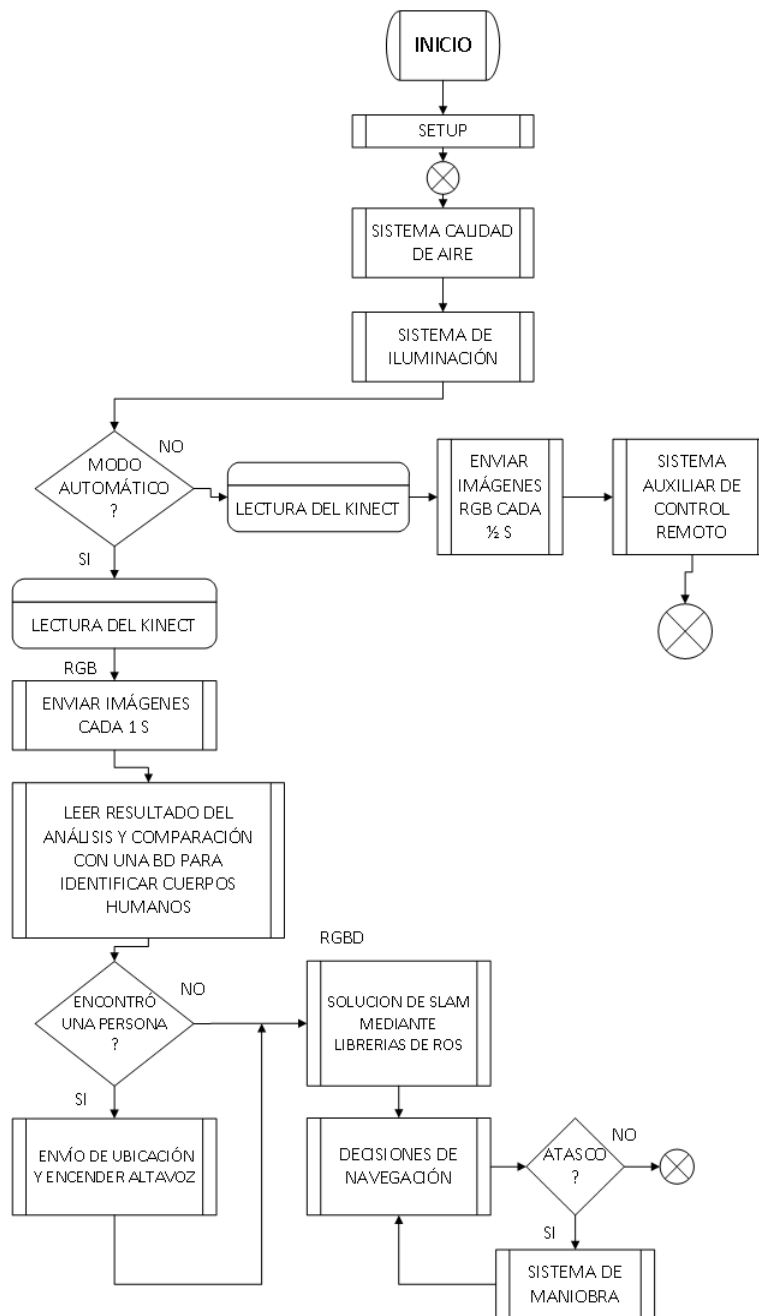 INICIO
SETUP
SISTEMA CALIDAD
DE AIRE
SISTEMA DE
ILUMINACIÓN
MODO
AUTOMÁTICO
?
NO
SI
LECTURA DEL KINECT
ENVIAR
IMÁGENES
RGB CADA
½ S
SISTEMA
AUXILIAR DE
CONTROL
REMOTO
LECTURA DEL KINECT
RGB
ENVIAR IMÁGENES
CADA 1 S
LEER RESULTADO DEL
ANÁLISIS Y COMPARACIÓN
CON UNA BD PARA
IDENTIFICAR CUERPOS
HUMANOS
ENCONTRÓ
UNA PERSONA
?
NO
SI
RGBD
SOLUCION DE SLAM
MEDIANTE
LIBRERIAS DE ROS
ENVÍO DE UBICACIÓN
Y ENCENDER ALTAVOZ
DECISIONES DE
NAVEGACIÓN
ATASCO
?
NO
SI
SISTEMA DE
MANIOBRA